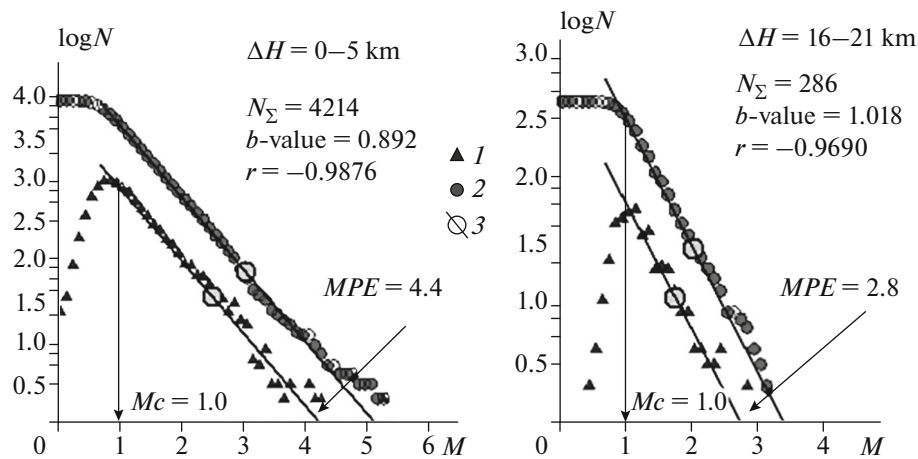 logN
ΔH = 0–5 km
4.0
N_Σ = 4214
3.5
b-value = 0.892
3.0
r = −0.9876
2.5
2.0
1.5
1.0
0.5
MPE = 4.4
Mc = 1.0
0 1 2 3 4 5 6 M
1
2
3
logN
3.0
ΔH = 16–21 km
2.5
N_Σ = 286
b-value = 1.018
2.0
r = −0.9690
1.5
1.0
0.5
MPE = 2.8
Mc = 1.0
0 1 2 3 4 M